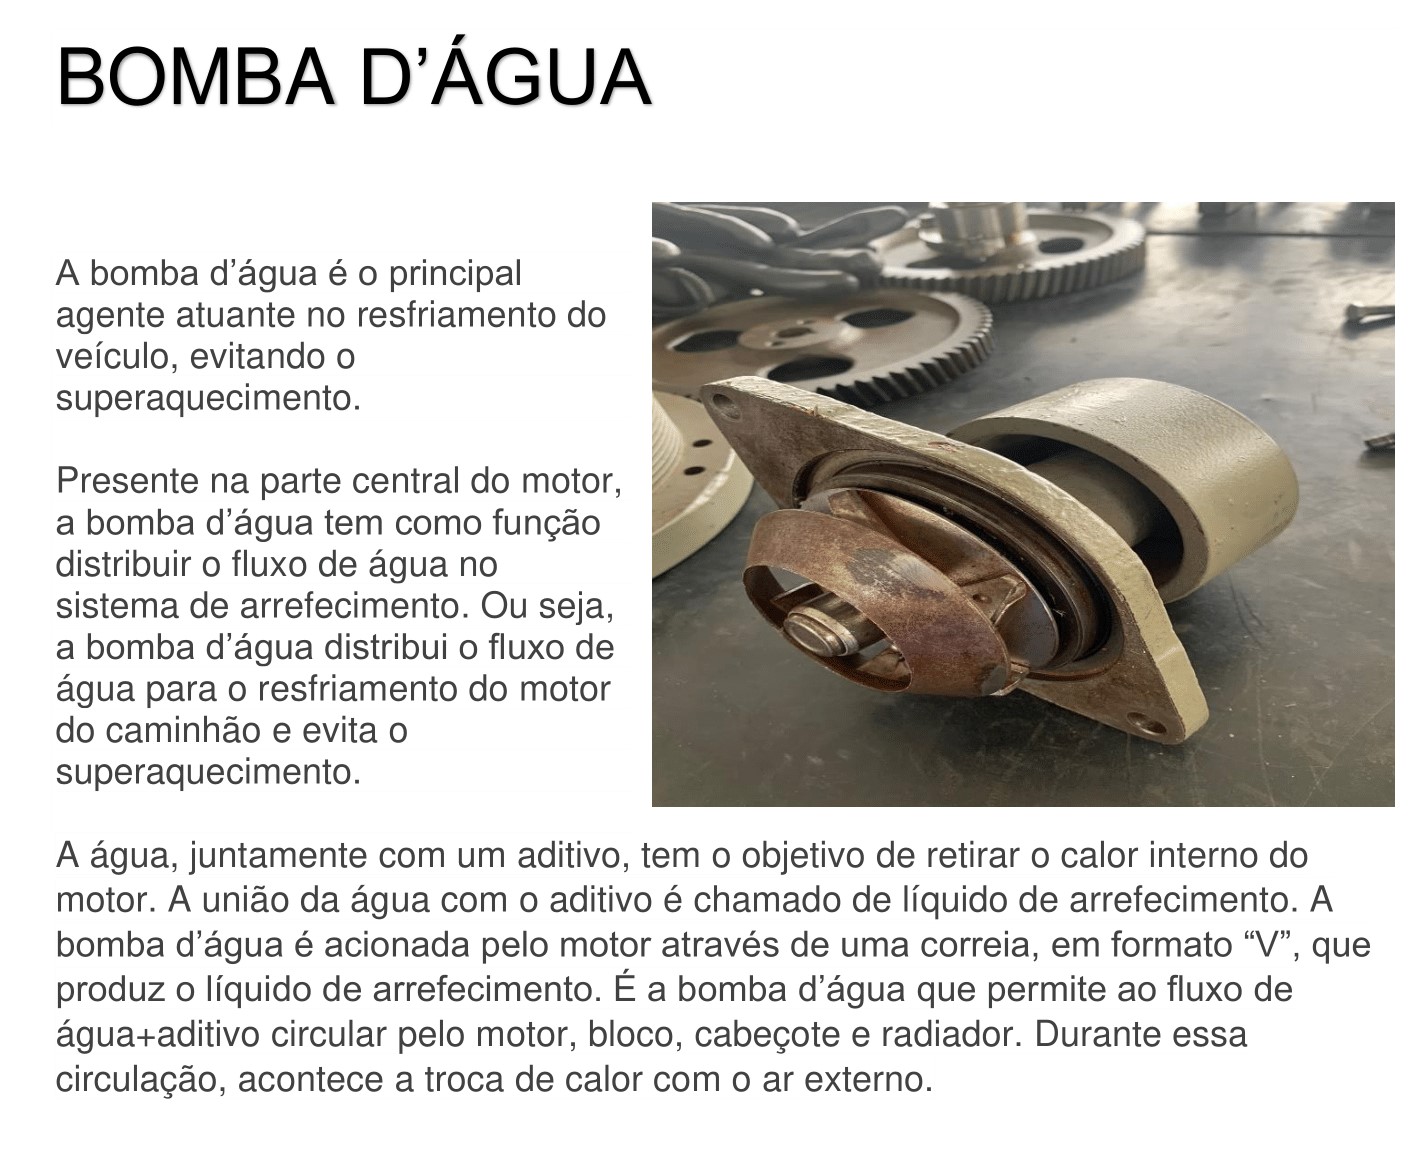 BOMBA D’ÁGUA
A bomba d’água é o principal
agente atuante no resfriamento do
veículo, evitando o
superaquecimento.
Presente na parte central do motor,
a bomba d’água tem como função
distribuir o fluxo de água no
sistema de arrefecimento. Ou seja,
a bomba d’água distribui o fluxo de
água para o resfriamento do motor
do caminhão e evita o
superaquecimento.
A água, juntamente com um aditivo, tem o objetivo de retirar o calor interno do
motor. A união da água com o aditivo é chamado de líquido de arrefecimento. A
bomba d’água é acionada pelo motor através de uma correia, em formato “V”, que
produz o líquido de arrefecimento. É a bomba d’água que permite ao fluxo de
água+aditivo circular pelo motor, bloco, cabeçote e radiador. Durante essa
circulação, acontece a troca de calor com o ar externo.